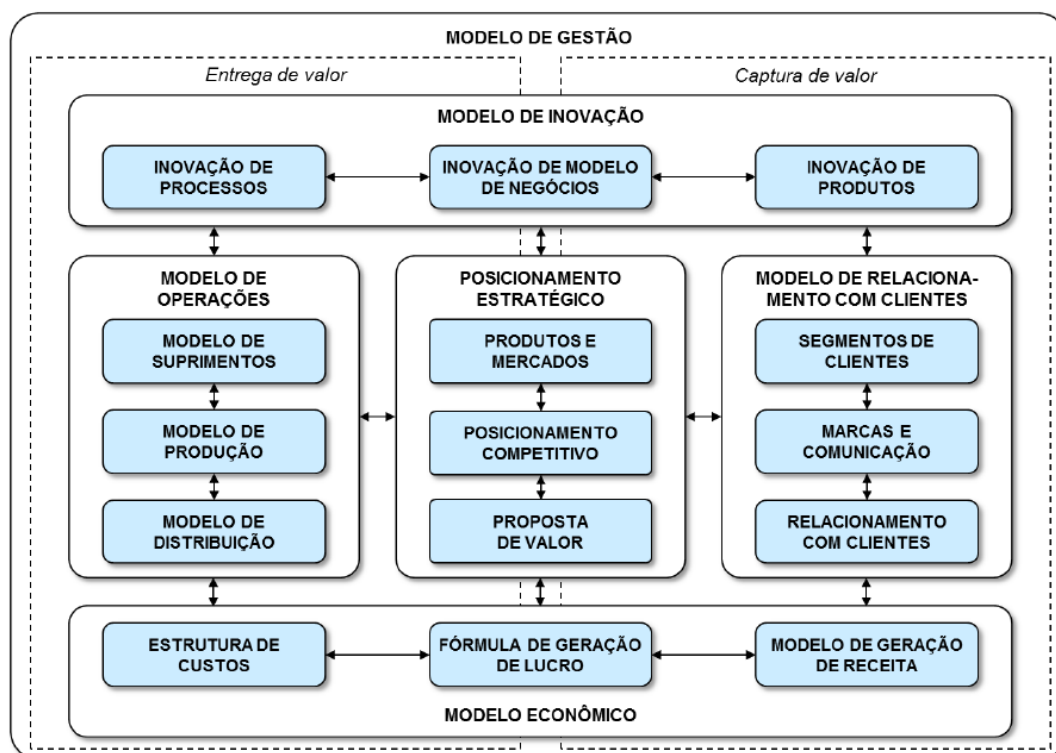 MODELO DE GESTÃO
Entrega de valor
Captura de valor
MODELO DE INOVAÇÃO
INOVAÇÃO DE
PROCESSOS
INOVAÇÃO DE MODELO
DE NEGÓCIOS
INOVAÇÃO DE
PRODUTOS
MODELO DE
OPERAÇÕES
MODELO DE
SUPRIMENTOS
MODELO DE
PRODUÇÃO
MODELO DE
DISTRIBUIÇÃO
POSICIONAMENTO
ESTRATÉGICO
PRODUTOS E
MERCADOS
POSICIONAMENTO
COMPETITIVO
PROPOSTA
DE VALOR
MODELO DE RELACIONA-
MENTO COM CLIENTES
SEGMENTOS DE
CLIENTES
MARCAS E
COMUNICAÇÃO
RELACIONAMENTO
COM CLIENTES
ESTRUTURA DE
CUSTOS
FÓRMULA DE GERAÇÃO
DE LUCRO
MODELO DE GERAÇÃO
DE RECEITA
MODELO ECONÔMICO